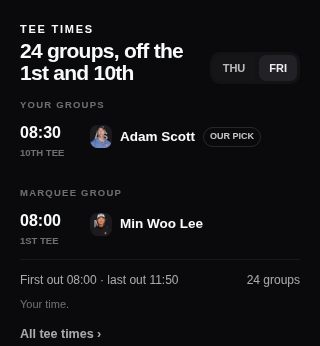 TEE TIMES
24 groups, off the
1st and 10th
THU FRI
YOUR GROUPS
08:30 Adam Scott OUR PICK
10TH TEE
MARQUEE GROUP
08:00 Min Woo Lee
1ST TEE
First out 08:00 · last out 11:50 24 groups
Your time.
All tee times ›